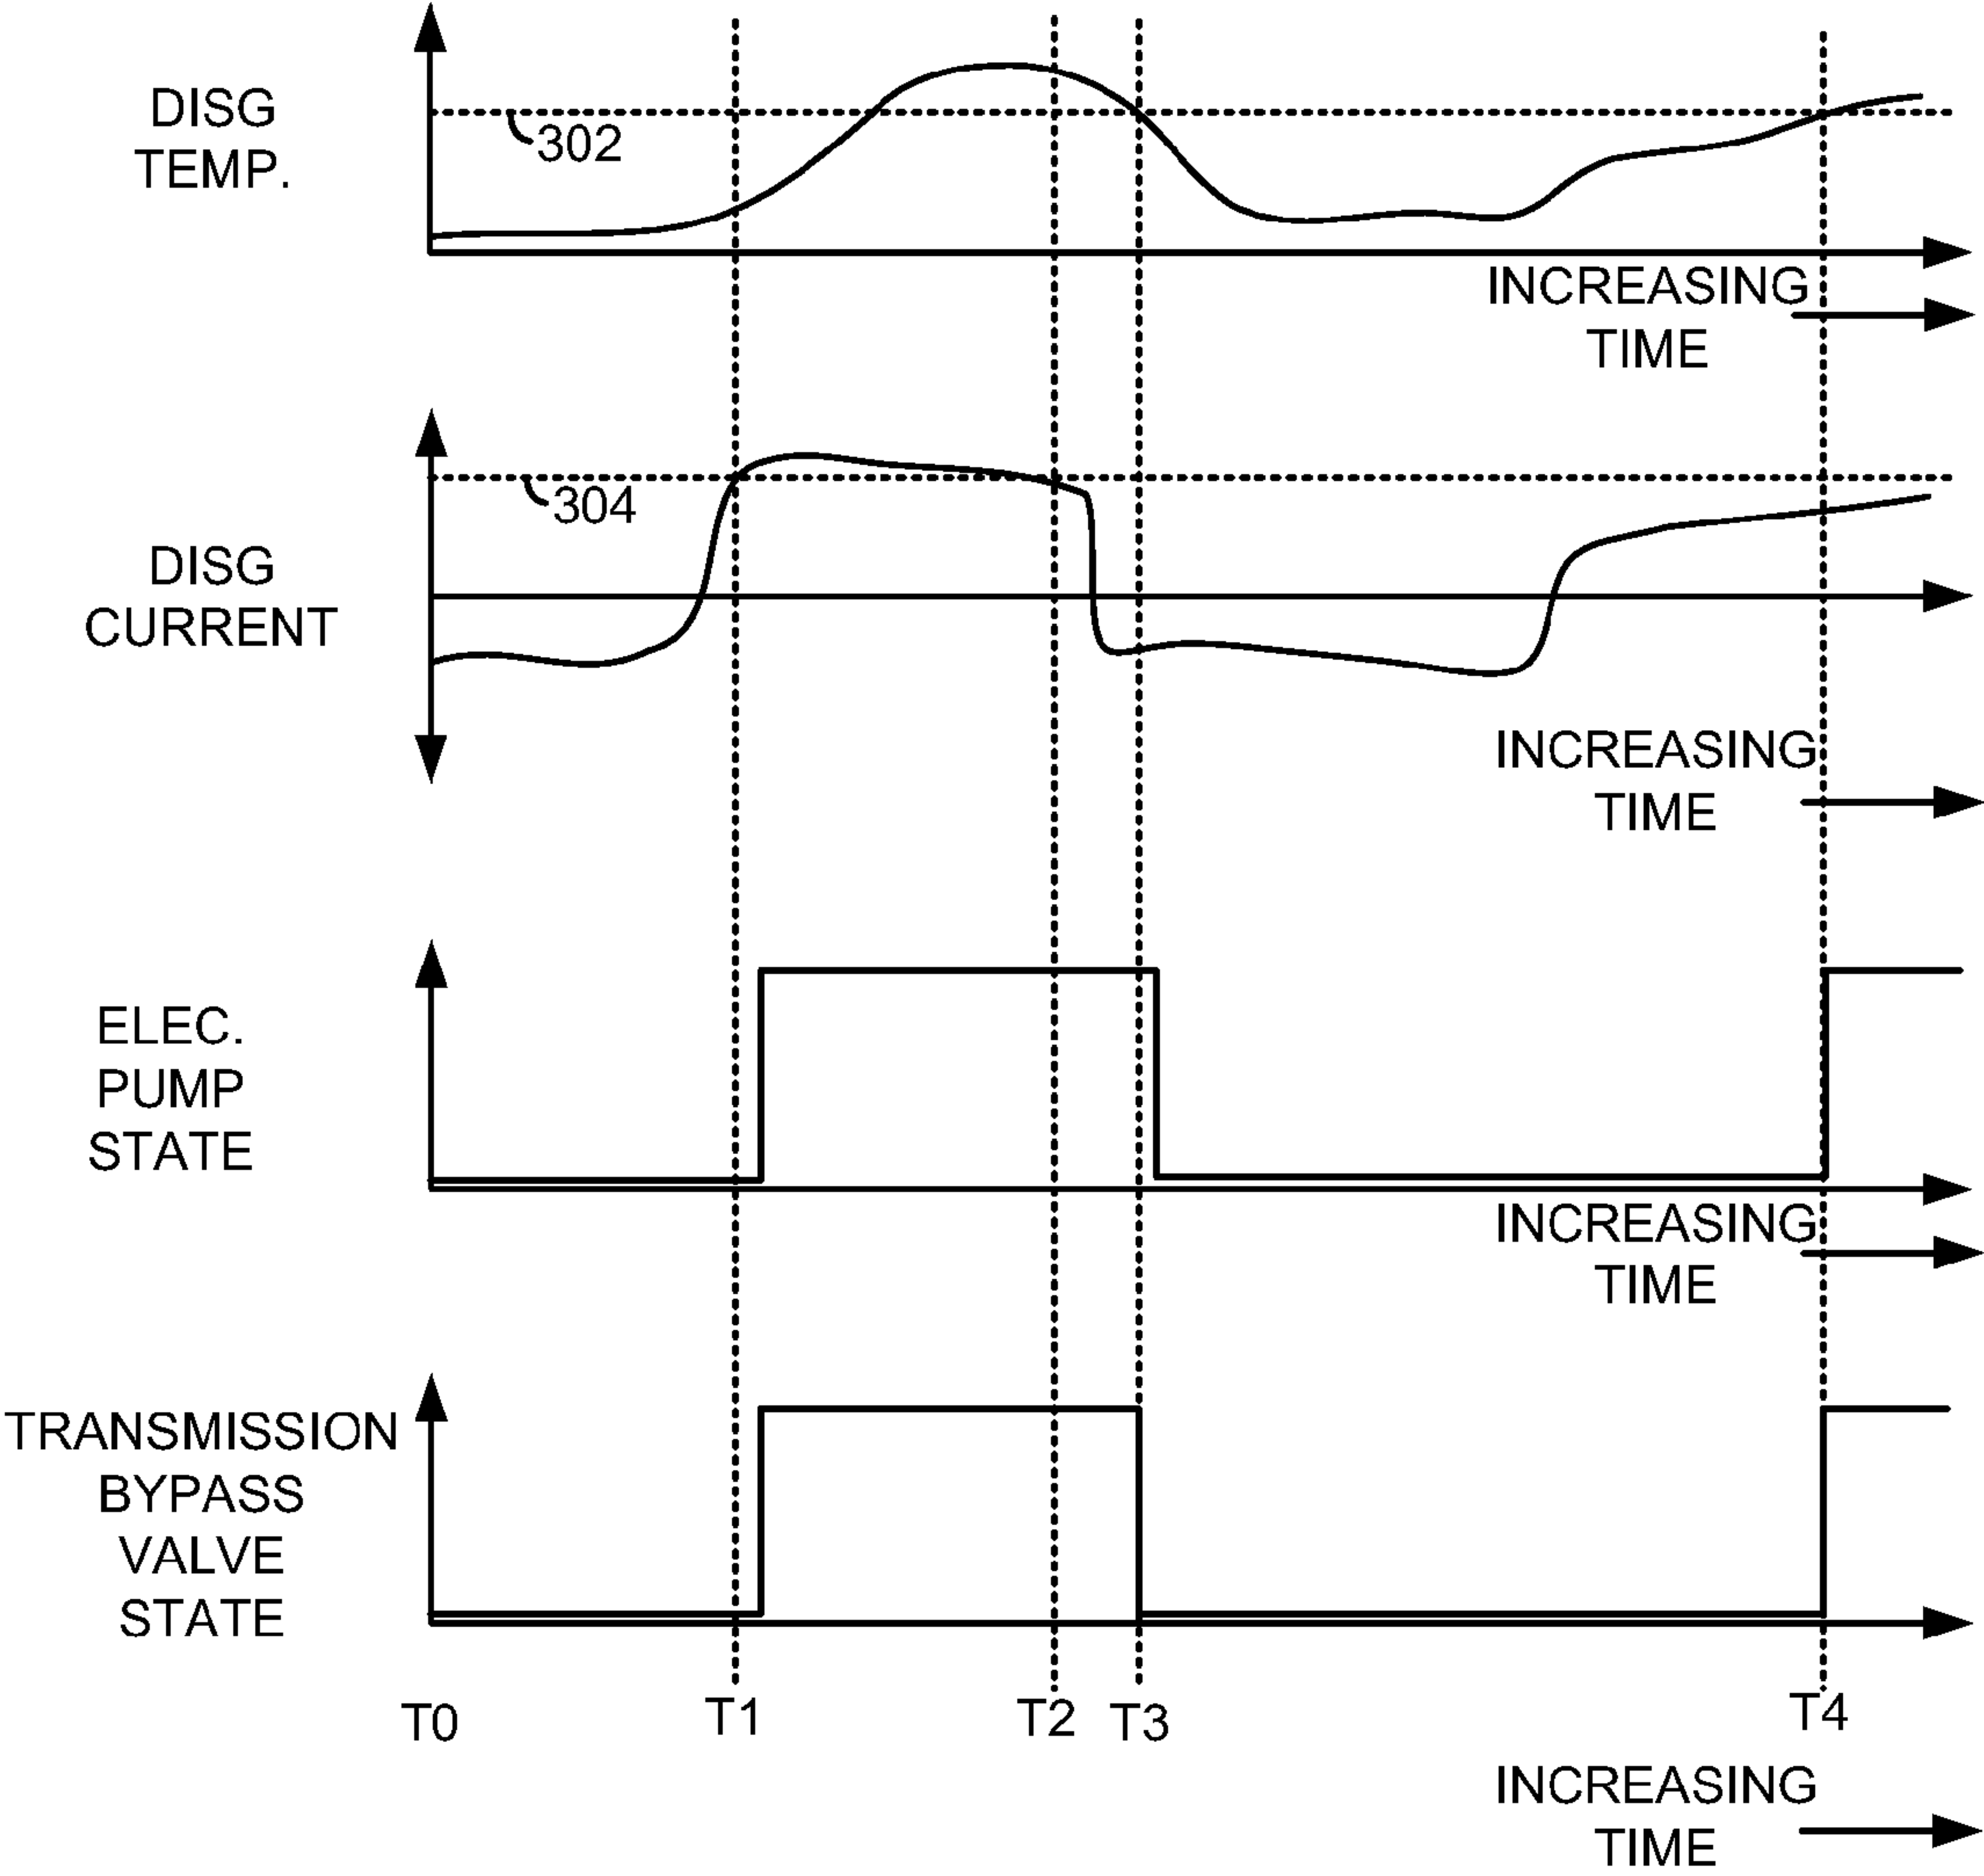 DISG
TEMP.
302
INCREASING
TIME
304
DISG
CURRENT
INCREASING
TIME
ELEC.
PUMP
STATE
INCREASING
TIME
TRANSMISSION
BYPASS
VALVE
STATE
T0
T1
T2
T3
T4
INCREASING
TIME